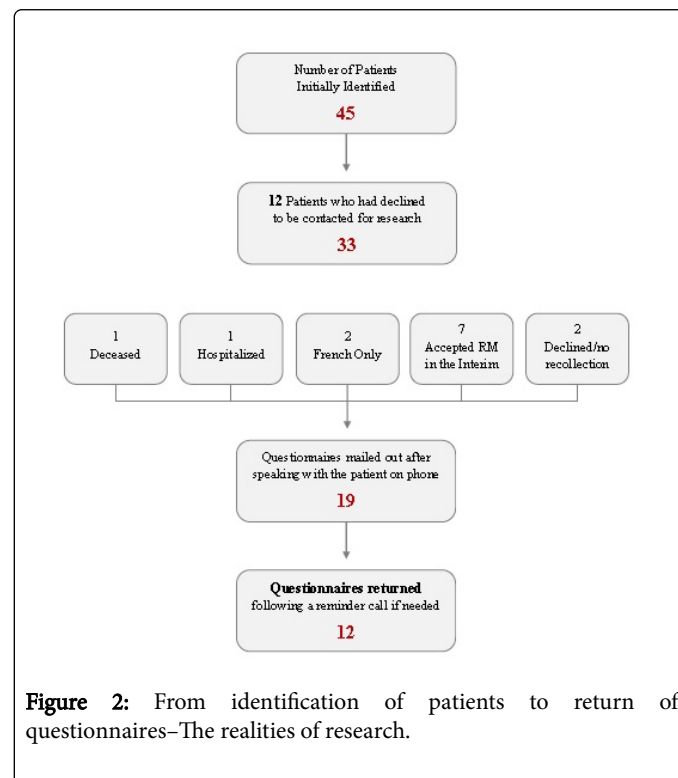 Number of Patients
Initially Identified
45
12 Patients who had declined
to be contacted for research
33
1
Deceased
1
Hospitalized
2
French Only
7
Accepted RM
in the Interim
2
Declined/no
recollection
Questionnaires mailed out after
speaking with the patient on phone
19
Questionnaires returned
following a reminder call if needed
12
Figure 2: From identification of patients to return of
questionnaires–The realities of research.